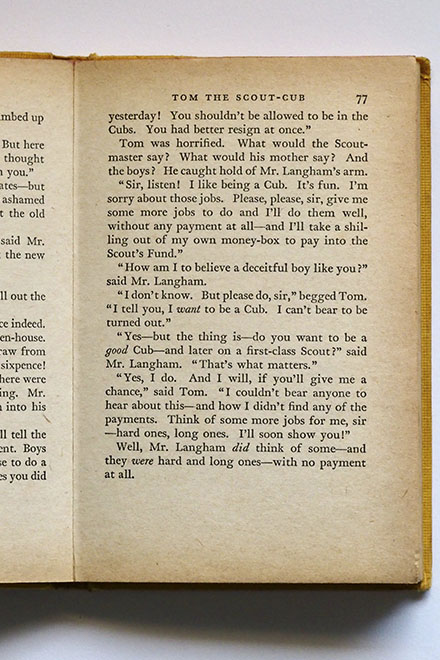 umbed up
But here
thought
n you."
ates—but
ashamed
t the old
said Mr.
t the new
ll out the
ce indeed.
en-house.
raw from
sixpence!
here were
ing. Mr.
n into his
ll tell the
ent. Boys
se to do a
es you did
TOM THE SCOUT-CUB 77
yesterday! You shouldn't be allowed to be in the
Cubs. You had better resign at once."
Tom was horrified. What would the Scout-
master say? What would his mother say? And
the boys? He caught hold of Mr. Langham's arm.
"Sir, listen! I like being a Cub. It's fun. I'm
sorry about those jobs. Please, please, sir, give me
some more jobs to do and I'll do them well,
without any payment at all—and I'll take a shil-
ling out of my own money-box to pay into the
Scout's Fund."
"How am I to believe a deceitful boy like you?"
said Mr. Langham.
"I don't know. But please do, sir," begged Tom.
"I tell you, I want to be a Cub. I can't bear to be
turned out."
"Yes—but the thing is—do you want to be a
good Cub—and later on a first-class Scout?" said
Mr. Langham. "That's what matters."
"Yes, I do. And I will, if you'll give me a
chance," said Tom. "I couldn't bear anyone to
hear about this—and how I didn't find any of the
payments. Think of some more jobs for me, sir
—hard ones, long ones. I'll soon show you!"
Well, Mr. Langham did think of some—and
they were hard and long ones—with no payment
at all.